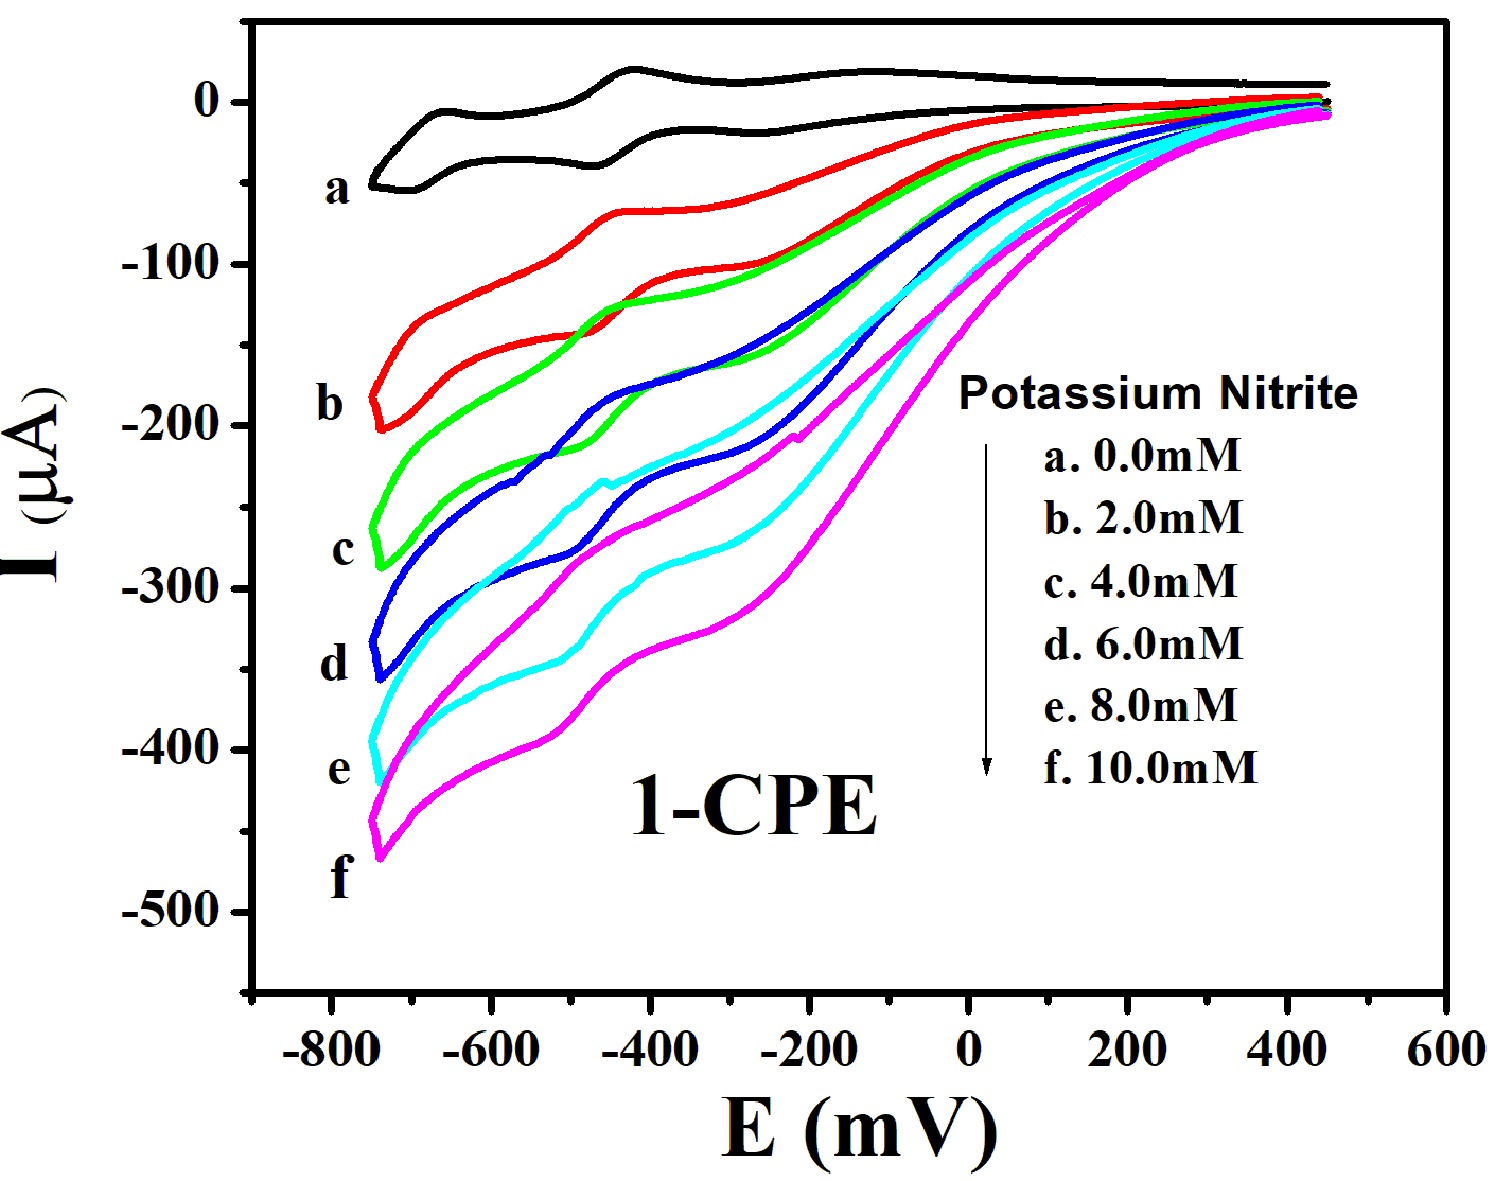 0
-100
-200
-300
-400
-500
I (μA)
a
b
c
d
e
f
Potassium Nitrite
a. 0.0mM
b. 2.0mM
c. 4.0mM
d. 6.0mM
e. 8.0mM
f. 10.0mM
1-CPE
-800 -600 -400 -200 0 200 400 600
E (mV)